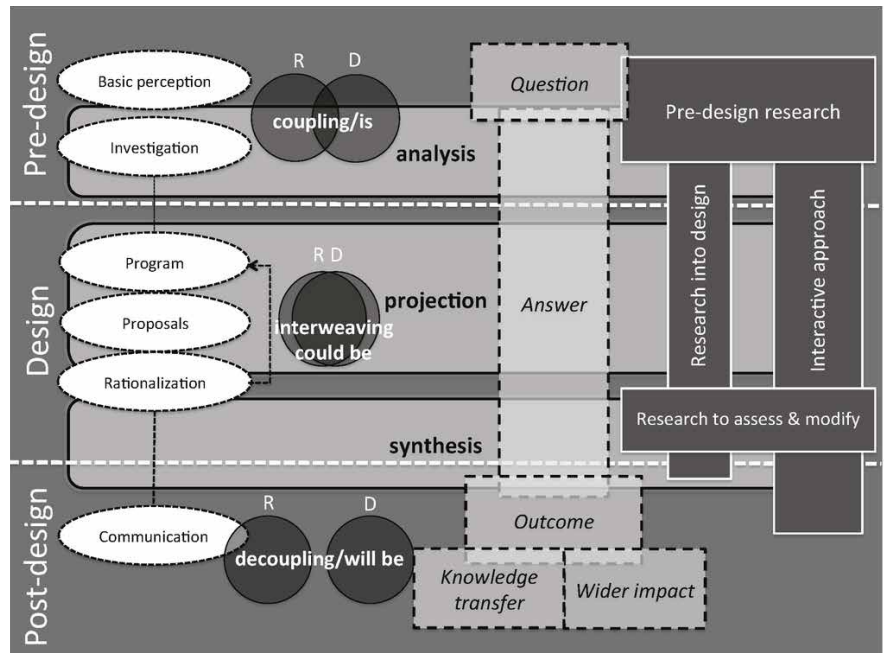 Pre-design
Basic perception
Investigation
R D
coupling/is
analysis
Question
Pre-design research
Research into design
Interactive approach
Design
Program
Proposals
Rationalization
R D
projection
interweaving
could be
Answer
Research to assess & modify
synthesis
Post-design
Communication
R D
decoupling/will be
Outcome
Knowledge
transfer
Wider impact